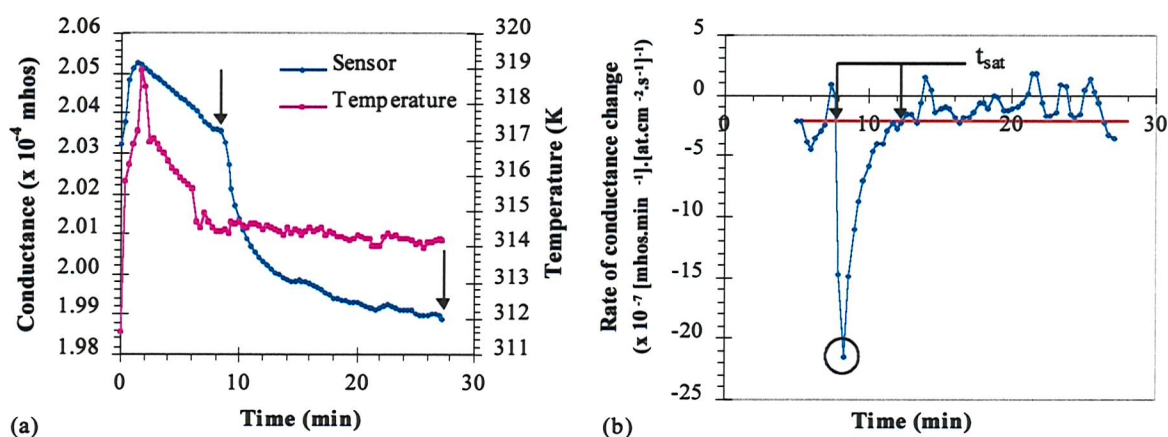 2.06
2.05
2.04
2.03
2.02
2.01
2.00
1.99
1.98
Conductance (x 10⁻⁴ mhos)
Sensor
Temperature
320
319
318
317
316
315
314
313
312
311
Temperature (K
0 10 20 30
Time (min)
(a)
5
0
-5
-10
-15
-20
-25
Rate of conductance change
(x 10⁻⁷ [mhos.min ⁻¹].[at.cm ⁻².s⁻¹]⁻¹
tsat
0 10 20 30
Time (min)
(b)